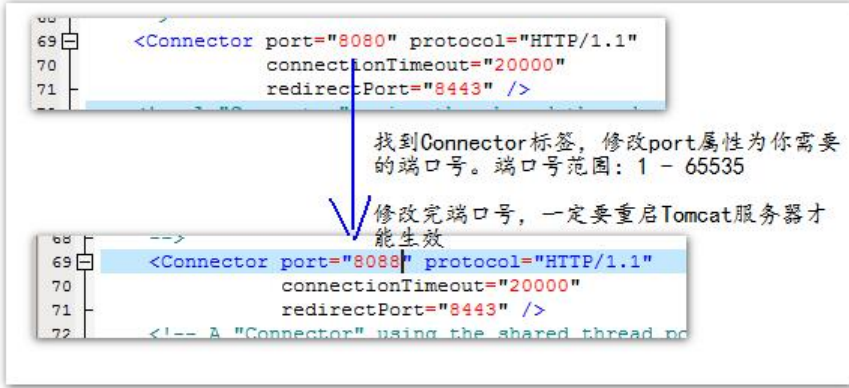 69 <Connector port="8080" protocol="HTTP/1.1"
70 connectionTimeout="20000"
71 redirectPort="8443" />
找到Connector标签，修改port属性为你需要
的端口号。端口号范围：1 - 65535
修改完端口号，一定要重启Tomcat服务器才
能生效
68 -->
69 <Connector port="8088" protocol="HTTP/1.1"
70 connectionTimeout="20000"
71 redirectPort="8443" />
72 <!-- A "Connector" using the shared thread po